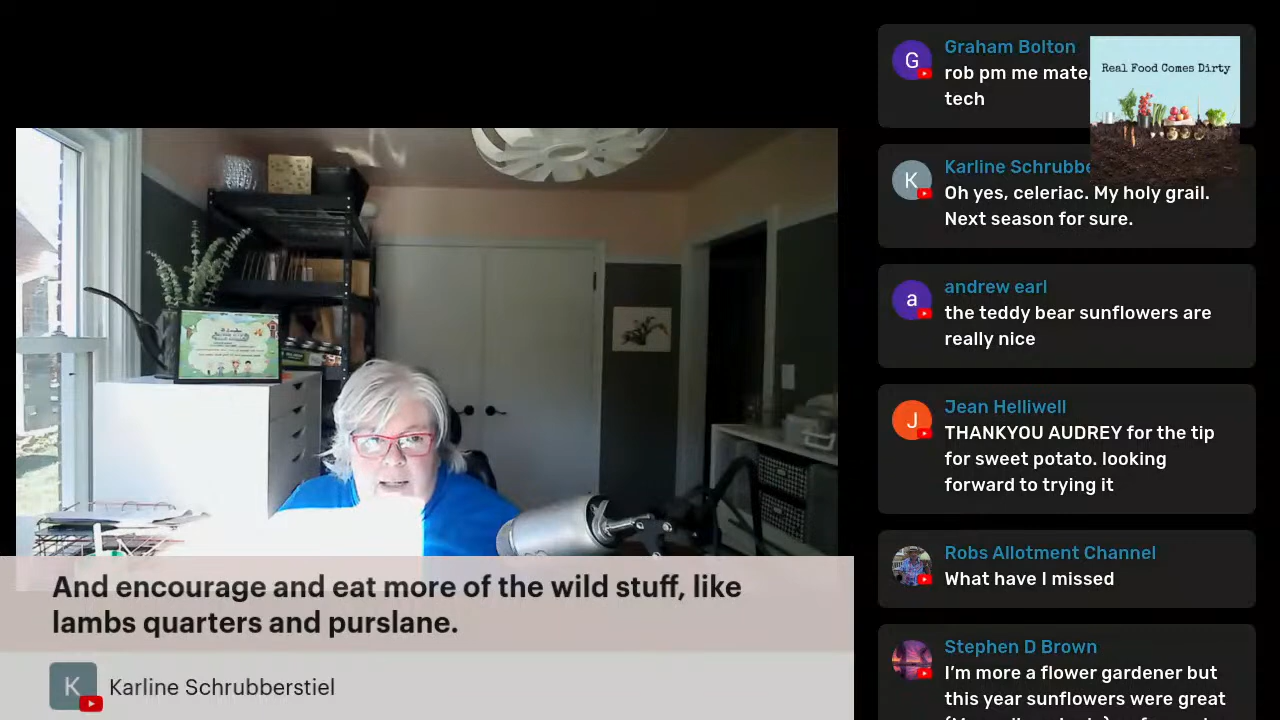 Graham Bolton
rob pm me mate,
tech
Real Food Comes Dirty
Karline Schrubbe
Oh yes, celeriac. My holy grail.
Next season for sure.
andrew earl
the teddy bear sunflowers are
really nice
Jean Helliwell
THANKYOU AUDREY for the tip
for sweet potato. looking
forward to trying it
Robs Allotment Channel
What have I missed
Stephen D Brown
I'm more a flower gardener but
this year sunflowers were great
And encourage and eat more of the wild stuff, like
lambs quarters and purslane.
K
Karline Schrubberstiel